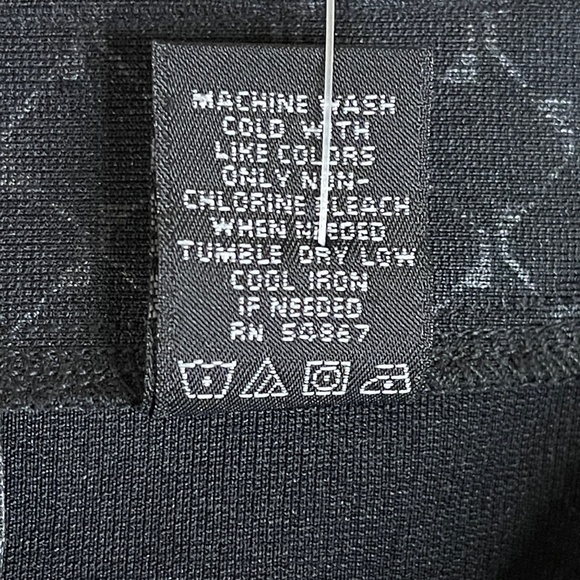 MACHINE WASH
COLD WITH
LIKE COLORS
ONLY NON-
CHLORINE BLEACH
WHEN NEEDED
TUMBLE DRY LOW
COOL IRON
IF NEEDED
RN 54867